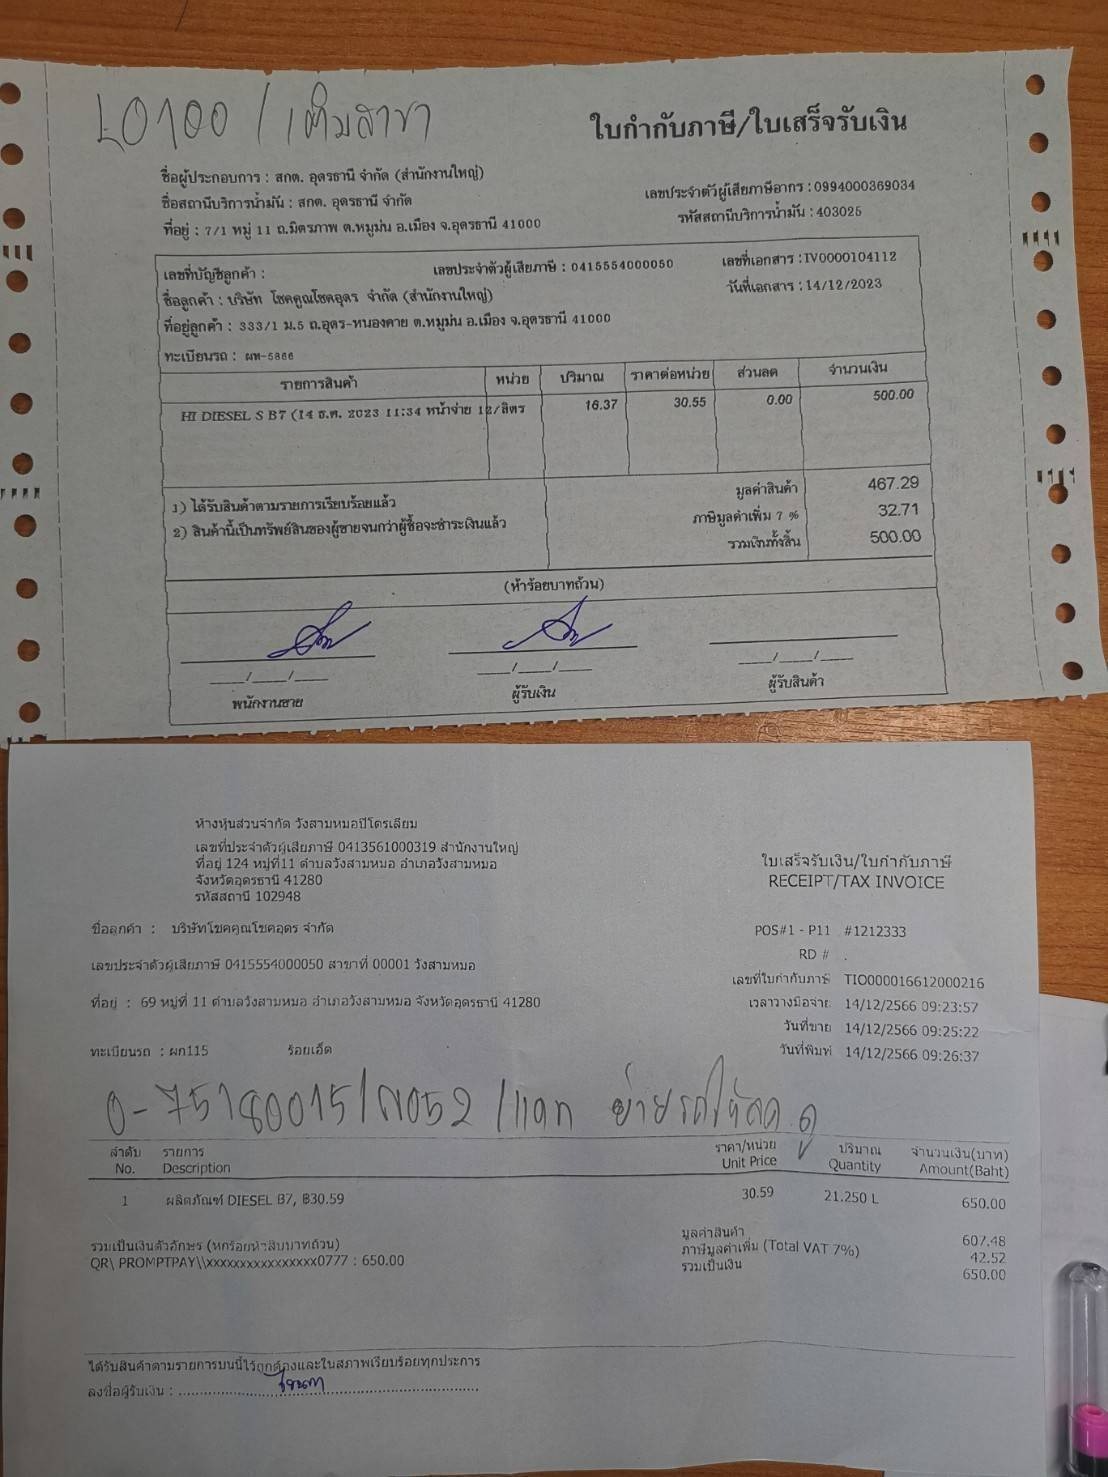 L0100 / เติมสาขา
ใบกำกับภาษี/ใบเสร็จรับเงิน
ชื่อผู้ประกอบการ : สกต. อุดรธานี จำกัด (สำนักงานใหญ่)
เลขประจำตัวผู้เสียภาษีอากร : 0994000369034
ชื่อสถานีบริการน้ำมัน : สกต. อุดรธานี จำกัด
รหัสสถานีบริการน้ำมัน : 403025
ที่อยู่ : 7/1 หมู่ 11 ถ.มิตรภาพ ต.หมูม่น อ.เมือง จ.อุดรธานี 41000
เลขที่บัญชีลูกค้า : เลขประจำตัวผู้เสียภาษี : 0415554000050 เลขที่เอกสาร : IV0000104112
ชื่อลูกค้า : บริษัท โชคคูณโชคอุดร จำกัด (สำนักงานใหญ่) วันที่เอกสาร : 14/12/2023
ที่อยู่ลูกค้า : 333/1 ม.5 ถ.อุดร-หนองคาย ต.หมูม่น อ.เมือง จ.อุดรธานี 41000
ทะเบียนรถ : ผท-5866
รายการสินค้า หน่วย ปริมาณ ราคาต่อหน่วย ส่วนลด จำนวนเงิน
HI DIESEL S B7 (14 ธ.ค. 2023 11:34 หน้าจ่าย 12/ลิตร 16.37 30.55 0.00 500.00
1) ได้รับสินค้าตามรายการเรียบร้อยแล้ว
2) สินค้านี้เป็นทรัพย์สินของผู้ขายจนกว่าผู้ซื้อจะชำระเงินแล้ว
มูลค่าสินค้า 467.29
ภาษีมูลค่าเพิ่ม 7 % 32.71
รวมเงินทั้งสิ้น 500.00
(ห้าร้อยบาทถ้วน)
___/___/___ ___/___/___ ___/___/___
พนักงานขาย ผู้รับเงิน ผู้รับสินค้า
ห้างหุ้นส่วนจำกัด วังสามหมอปิโตรเลียม
เลขที่ประจำตัวผู้เสียภาษี 0413561000319 สำนักงานใหญ่
ที่อยู่ 124 หมู่ที่11 ตำบลวังสามหมอ อำเภอวังสามหมอ
จังหวัดอุดรธานี 41280
รหัสสถานี 102948
ใบเสร็จรับเงิน/ใบกำกับภาษี
RECEIPT/TAX INVOICE
ชื่อลูกค้า : บริษัทโชคคูณโชคอุดร จำกัด
POS#1 - P11 #1212333
RD # .
เลขประจำตัวผู้เสียภาษี 0415554000050 สาขาที่ 00001 วังสามหมอ
เลขที่ใบกำกับภาษี TIO000016612000216
ที่อยู่ : 69 หมู่ที่ 11 ตำบลวังสามหมอ อำเภอวังสามหมอ จังหวัดอุดรธานี 41280
เวลาวางมือจ่าย 14/12/2566 09:23:57
วันที่ขาย 14/12/2566 09:25:22
ทะเบียนรถ : ผก115 ร้อยเอ็ด
วันที่พิมพ์ 14/12/2566 09:26:37
0-75180015/ /แดท ย้ายรถให้ลค ดู
ลำดับ รายการ ราคา/หน่วย ปริมาณ จำนวนเงิน(บาท)
No. Description Unit Price Quantity Amount(Baht)
1 ผลิตภัณฑ์ DIESEL B7, ฿30.59 30.59 21.250 L 650.00
รวมเป็นเงินตัวอักษร (หกร้อยห้าสิบบาทถ้วน)
QR\ PROMPTPAY\\xxxxxxxxxxxxxxxx0777 : 650.00
มูลค่าสินค้า 607.48
ภาษีมูลค่าเพิ่ม (Total VAT 7%) 42.52
รวมเป็นเงิน 650.00
ได้รับสินค้าตามรายการบนนี้ไว้ถูกต้องและในสภาพเรียบร้อยทุกประการ
ลงชื่อผู้รับเงิน :